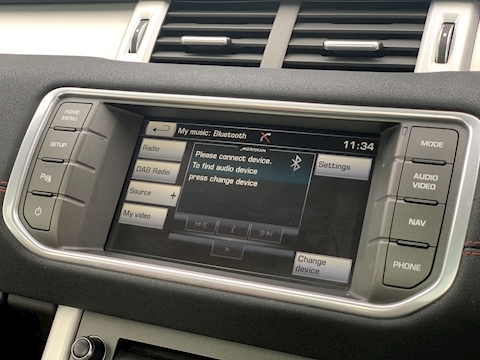 HOME
MENU
SETUP
My music: Bluetooth
11:34
MERIDIAN
Radio
DAB Radio
Source +
My video
Please connect device.
To find audio device
press change device
Settings
Change
device
MODE
AUDIO
VIDEO
NAV
PHONE